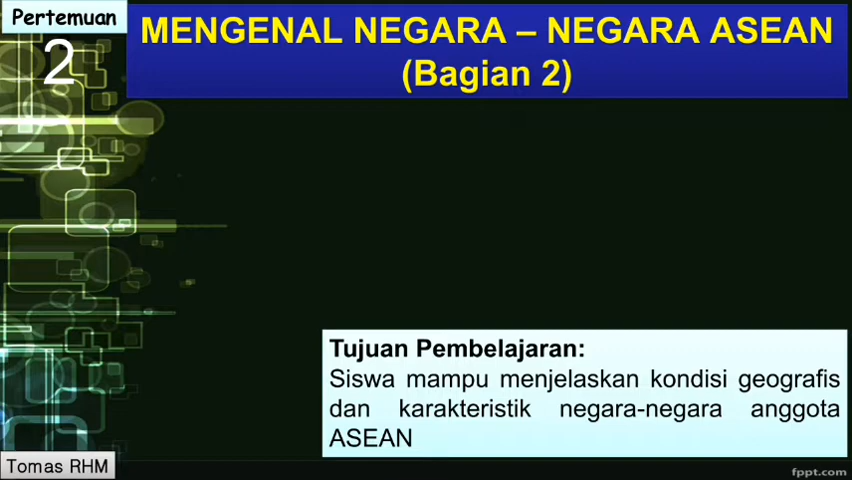 Pertemuan
2
MENGENAL NEGARA – NEGARA ASEAN
(Bagian 2)
Tujuan Pembelajaran:
Siswa mampu menjelaskan kondisi geografis
dan karakteristik negara-negara anggota
ASEAN
Tomas RHM
fppt.com